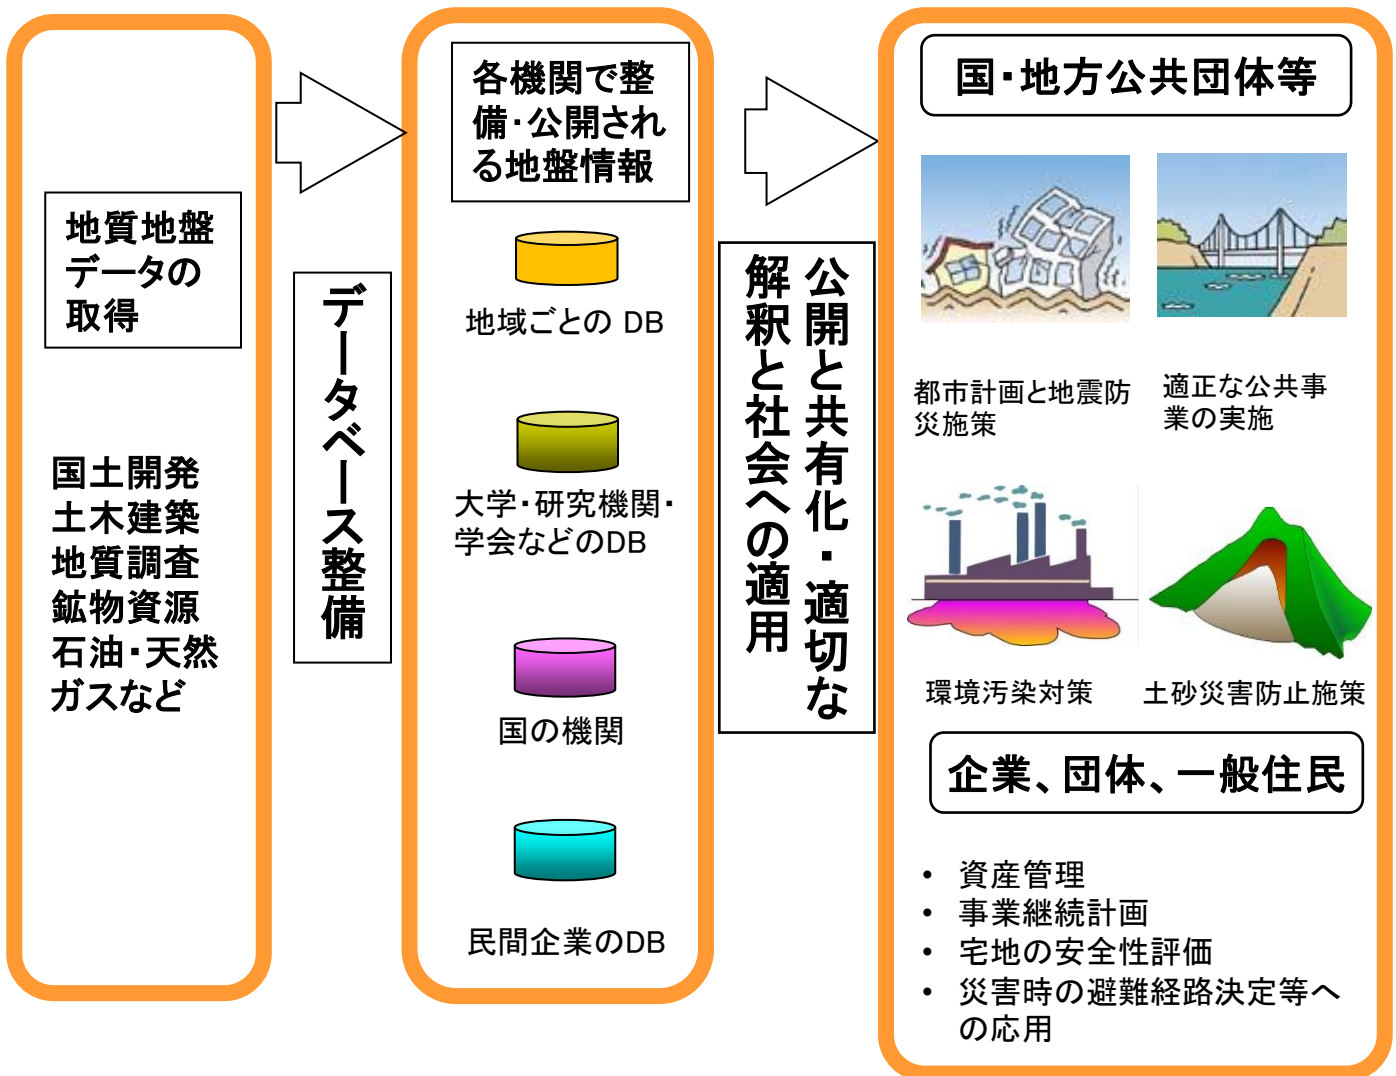 地質地盤
データの
取得
国土開発
土木建築
地質調査
鉱物資源
石油・天然
ガスなど
データベース整備
各機関で整
備・公開され
る地盤情報
地域ごとの DB
大学・研究機関・
学会などのDB
国の機関
民間企業のDB
公開と共有化・適切な
解釈と社会への適用
国・地方公共団体等
都市計画と地震防
災施策
適正な公共事
業の実施
環境汚染対策
土砂災害防止施策
企業、団体、一般住民
• 資産管理
• 事業継続計画
• 宅地の安全性評価
• 災害時の避難経路決定等へ
の応用